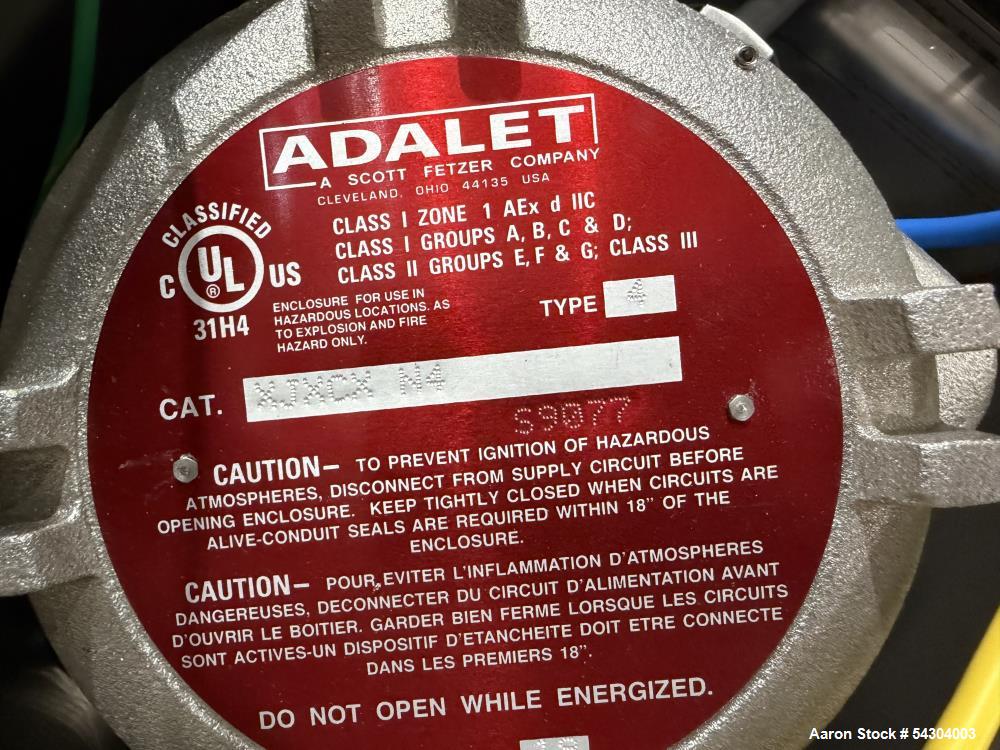 ADALET
A SCOTT FETZER COMPANY
CLEVELAND, OHIO 44135 USA
CLASS I ZONE 1 AEx d IIC
CLASS I GROUPS A, B, C & D;
CLASS II GROUPS E, F & G; CLASS III
CLASSIFIED
C UL ® US
31H4
ENCLOSURE FOR USE IN
HAZARDOUS LOCATIONS. AS
TO EXPLOSION AND FIRE
HAZARD ONLY.
TYPE 4
CAT. XJXCX N4
S9077
CAUTION- TO PREVENT IGNITION OF HAZARDOUS
ATMOSPHERES, DISCONNECT FROM SUPPLY CIRCUIT BEFORE
OPENING ENCLOSURE. KEEP TIGHTLY CLOSED WHEN CIRCUITS ARE
ALIVE-CONDUIT SEALS ARE REQUIRED WITHIN 18" OF THE
ENCLOSURE.
CAUTION- POUR EVITER L'INFLAMMATION D'ATMOSPHERES
DANGEREUSES, DECONNECTER DU CIRCUIT D'ALIMENTATION AVANT
D'OUVRIR LE BOITIER. GARDER BIEN FERME LORSQUE LES CIRCUITS
SONT ACTIVES-UN DISPOSITIF D'ETANCHEITE DOIT ETRE CONNECTE
DANS LES PREMIERS 18".
DO NOT OPEN WHILE ENERGIZED.
Aaron Stock # 54304003